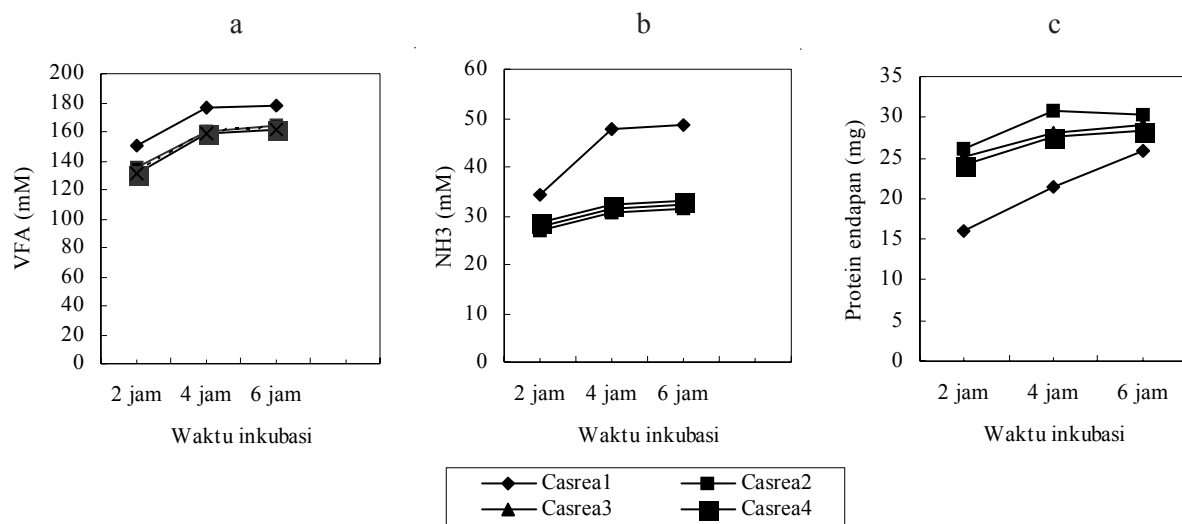 a
b
c
200
180
160
140
120
100
80
60
40
20
0
VFA (mM)
2 jam 4 jam 6 jam
Waktu inkubasi
60
50
40
30
20
10
0
NH3 (mM)
2 jam 4 jam 6 jam
Waktu inkubasi
35
30
25
20
15
10
5
0
Protein endapan (mg)
2 jam 4 jam 6 jam
Waktu inkubasi
Casrea1 Casrea2
Casrea3 Casrea4